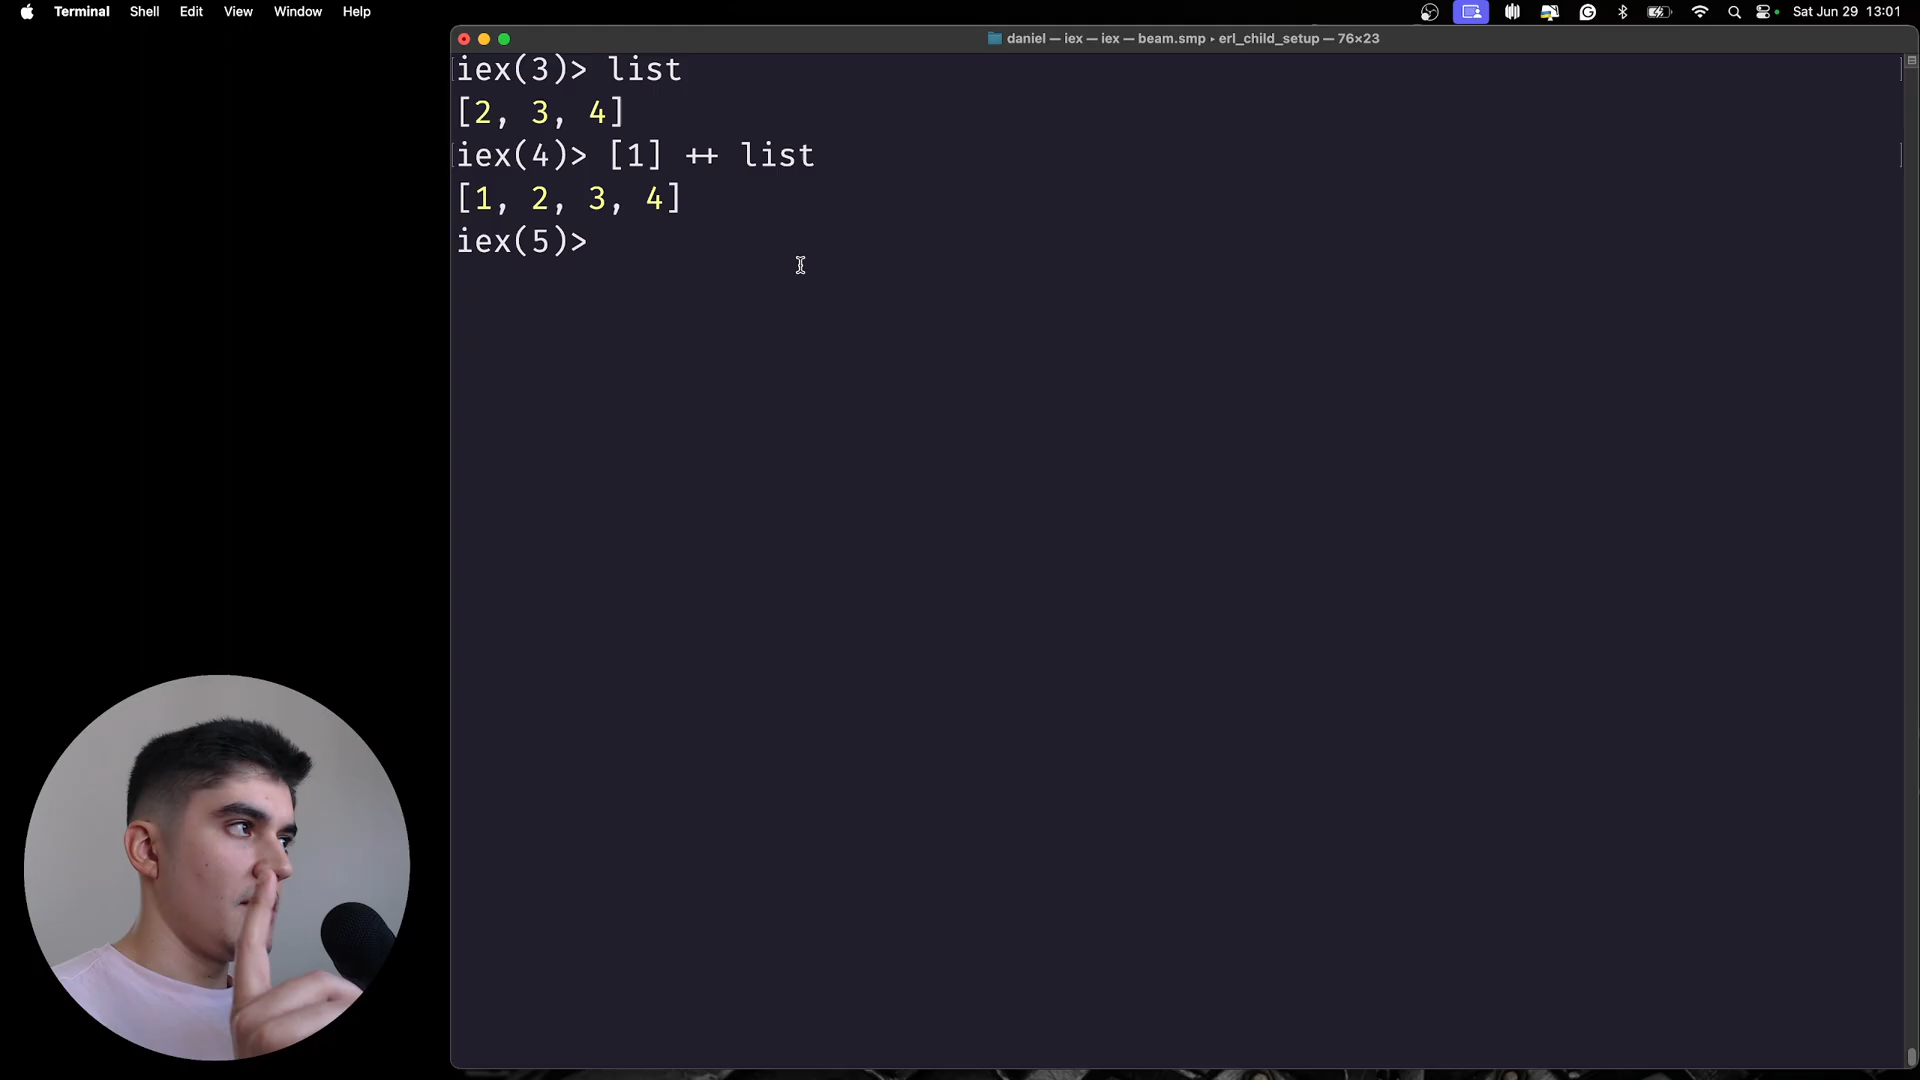 Terminal Shell Edit View Window Help
Sat Jun 29 13:01
daniel — iex — iex — beam.smp ▸ erl_child_setup — 76×23
iex(3)> list
[2, 3, 4]
iex(4)> [1] ++ list
[1, 2, 3, 4]
iex(5)>